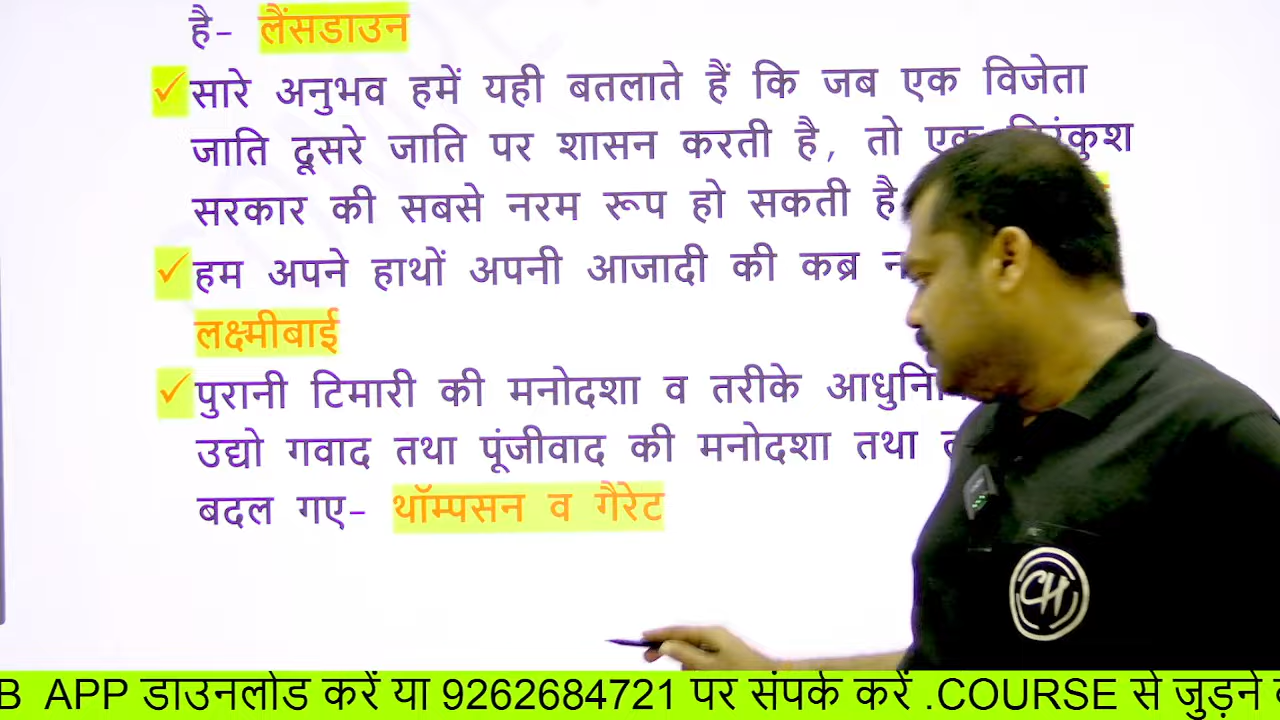 है- लैंसडाउन
✓सारे अनुभव हमें यही बतलाते हैं कि जब एक विजेता
जाति दूसरे जाति पर शासन करती है, तो एक निरंकुश
सरकार की सबसे नरम रूप हो सकती है
✓हम अपने हाथों अपनी आजादी की कब्र
लक्ष्मीबाई
✓पुरानी टिमारी की मनोदशा व तरीके
उद्यो गवाद तथा पूंजीवाद की मनोदशा तथा
बदल गए- थॉम्पसन व गैरेट
CH
B APP डाउनलोड करें या 9262684721 पर संपर्क करें .COURSE से जुड़ने